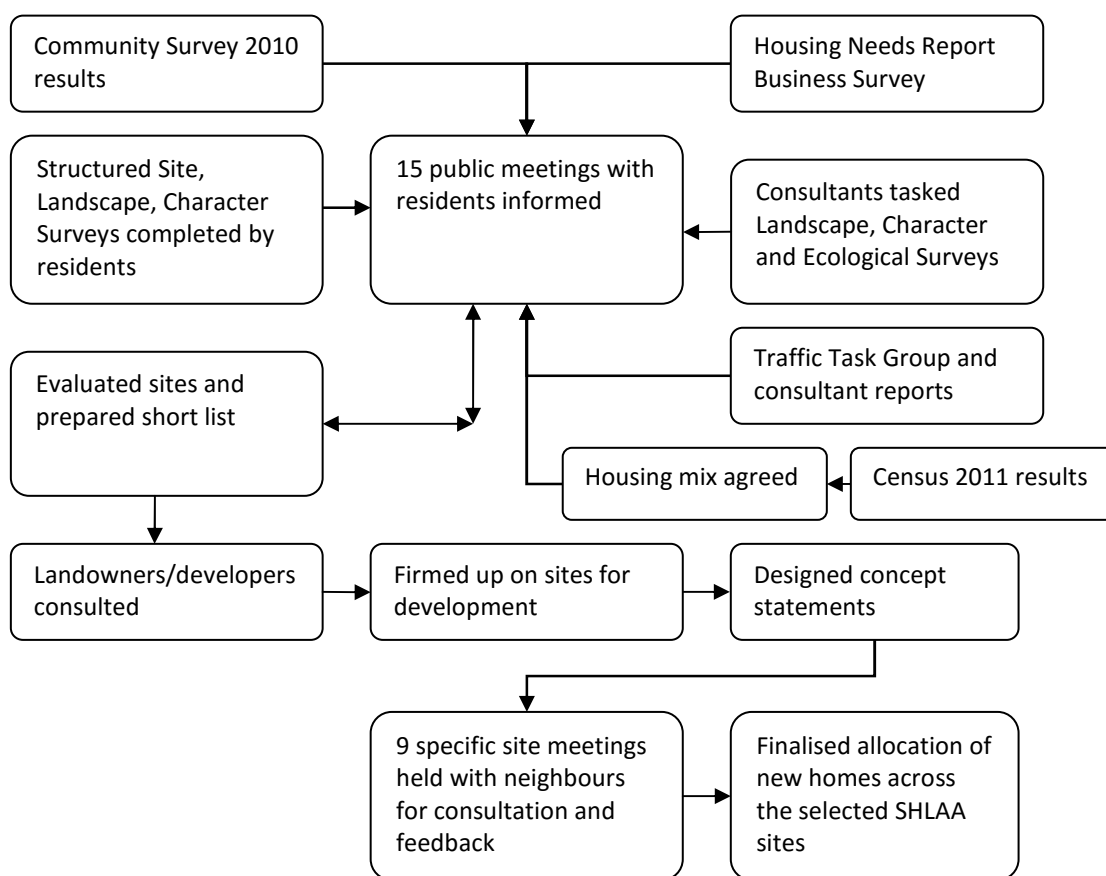 Community Survey 2010
results
Housing Needs Report
Business Survey
Structured Site,
Landscape, Character
Surveys completed by
residents
15 public meetings with
residents informed
Consultants tasked
Landscape, Character
and Ecological Surveys
Traffic Task Group and
consultant reports
Evaluated sites and
prepared short list
Housing mix agreed
Census 2011 results
Landowners/developers
consulted
Firmed up on sites for
development
Designed concept
statements
9 specific site meetings
held with neighbours
for consultation and
feedback
Finalised allocation of
new homes across
the selected SHLAA
sites